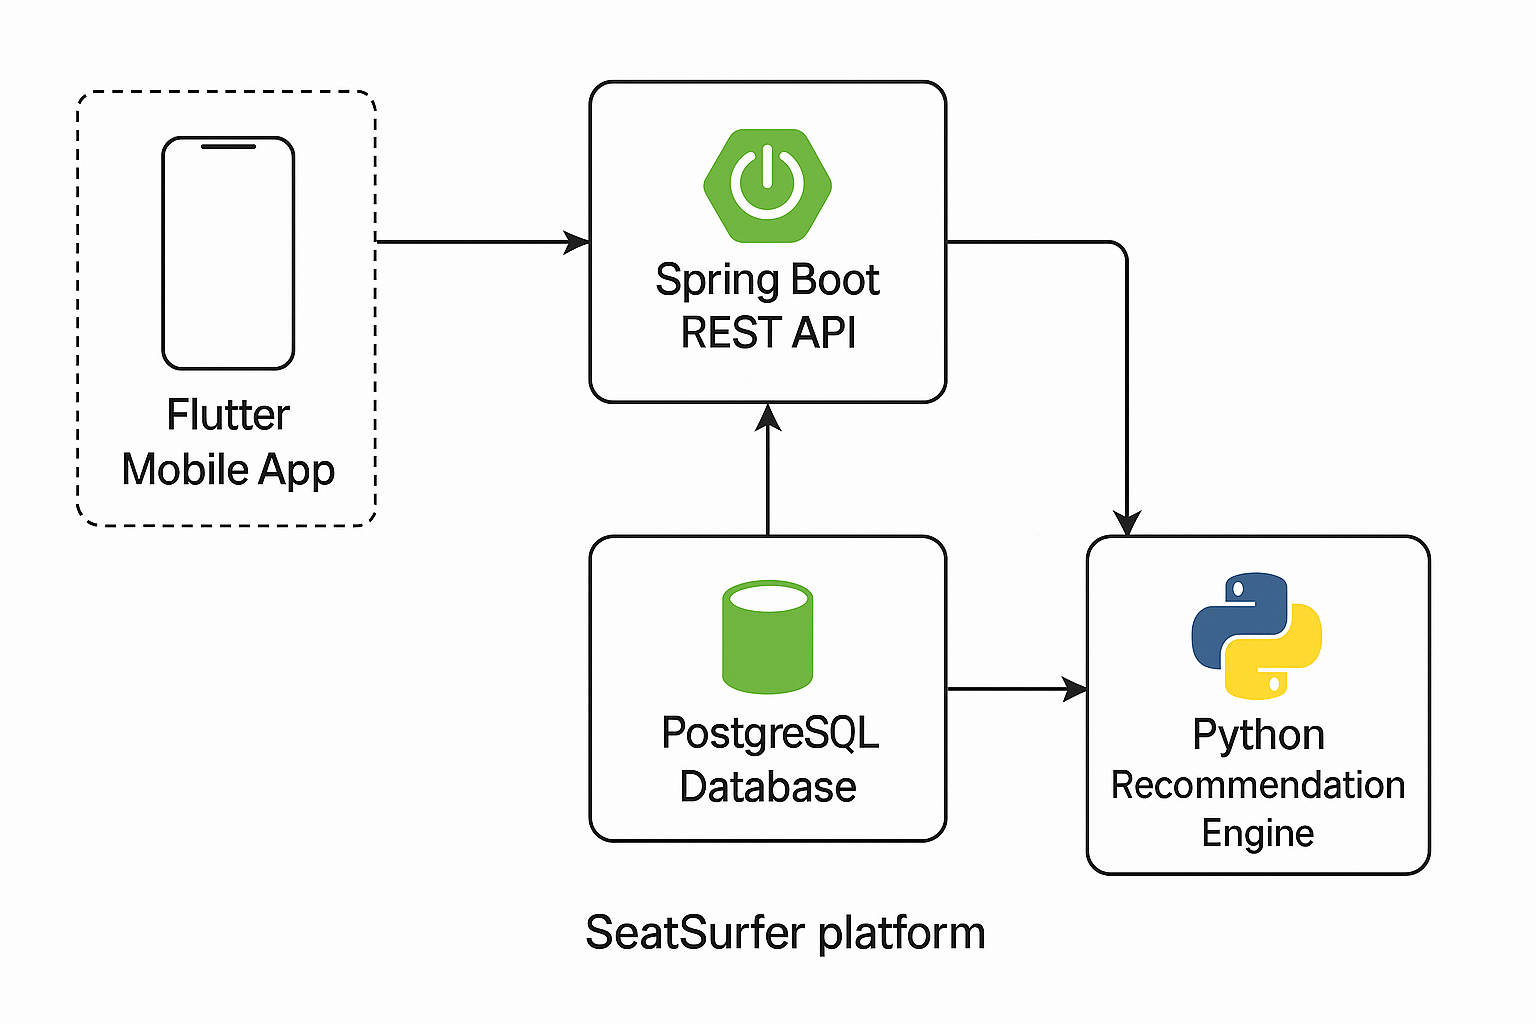 Flutter
Mobile App
Spring Boot
REST API
PostgreSQL
Database
Python
Recommendation
Engine
SeatSurfer platform